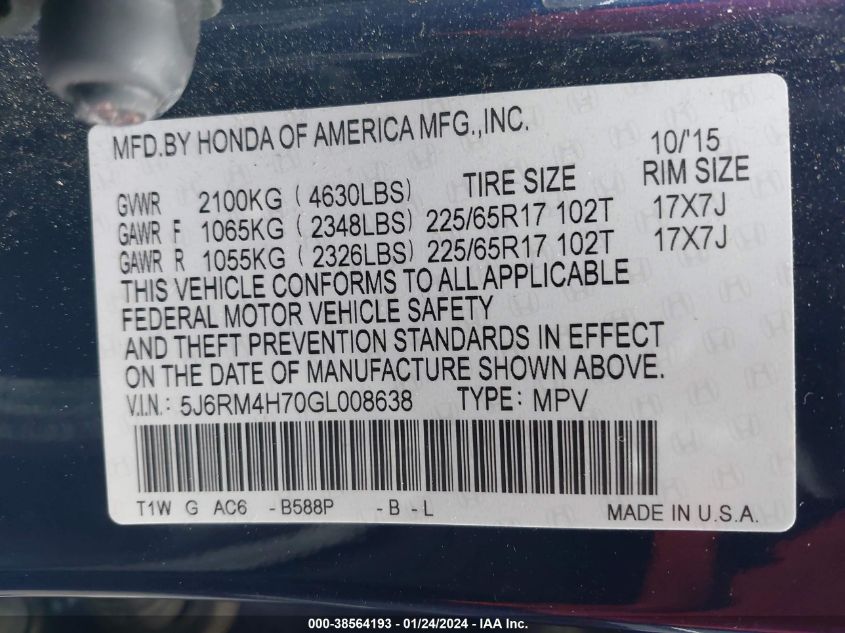 MFD.BY HONDA OF AMERICA MFG.,INC. 10/'15
GVWR 2100KG ( 4630LBS) TIRE SIZE RIM SIZE
GAWR F 1065KG ( 2348LBS) 225/65R17 102T 17X7J
GAWR R 1055KG ( 2326LBS) 225/65R17 102T 17X7J
THIS VEHICLE CONFORMS TO ALL APPLICABLE
FEDERAL MOTOR VEHICLE SAFETY
AND THEFT PREVENTION STANDARDS IN EFFECT
ON THE DATE OF MANUFACTURE SHOWN ABOVE.
V.I.N.: 5J6RM4H70GL008638 TYPE: MPV
T1W G AC6 -B588P -B -L MADE IN U.S.A.
000-38564193 - 01/24/2024 - IAA Inc.